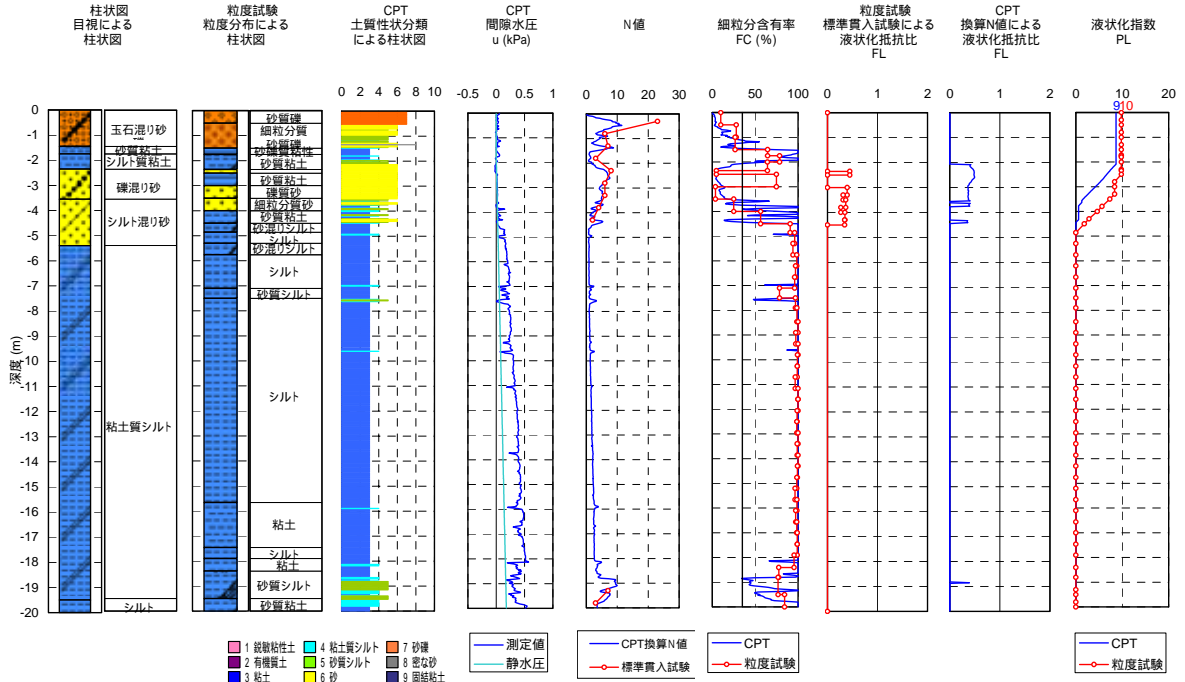 柱状図
目視による
柱状図
粒度試験
粒度分布による
柱状図
CPT
土質性状分類
による柱状図
CPT
間隙水圧
u (kPa)
N値
細粒分含有率
FC (%)
粒度試験
標準貫入試験による
液状化抵抗比
FL
CPT
換算N値による
液状化抵抗比
FL
液状化指数
PL
0 2 4 6 8 10
-0.5 0 0.5 1
0 10 20 30
0 50 100
0 1 2
0 1 2
0 9 10 20
深度 (m)
0
-1
-2
-3
-4
-5
-6
-7
-8
-9
-10
-11
-12
-13
-14
-15
-16
-17
-18
-19
-20
玉石混り砂
砂質粘土
シルト質粘土
礫混り砂
シルト混り砂
粘土質シルト
シルト
砂質礫
細粒分質
砂質礫
砂礫質粘性
砂質粘土
砂質粘土
礫質砂
細粒分質砂
砂質粘土
砂混りシルト
シルト
砂混りシルト
シルト
砂質シルト
シルト
粘土
シルト
粘土
砂質シルト
砂質粘土
1 鋭敏粘性土
2 有機質土
3 粘土
4 粘土質シルト
5 砂質シルト
6 砂
7 砂礫
8 密な砂
9 固結粘土
測定値
静水圧
CPT換算N値
標準貫入試験
CPT
粒度試験
CPT
粒度試験